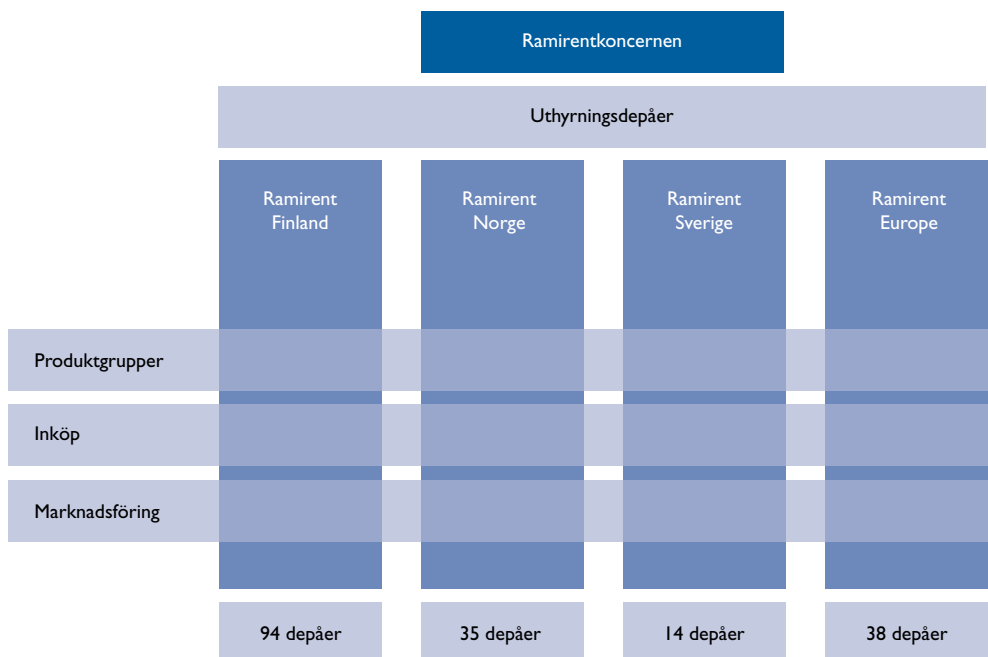 Ramirentkoncernen
Uthyrningsdepåer
Ramirent
Finland
Ramirent
Norge
Ramirent
Sverige
Ramirent
Europe
Produktgrupper
Inköp
Marknadsföring
94 depåer
35 depåer
14 depåer
38 depåer